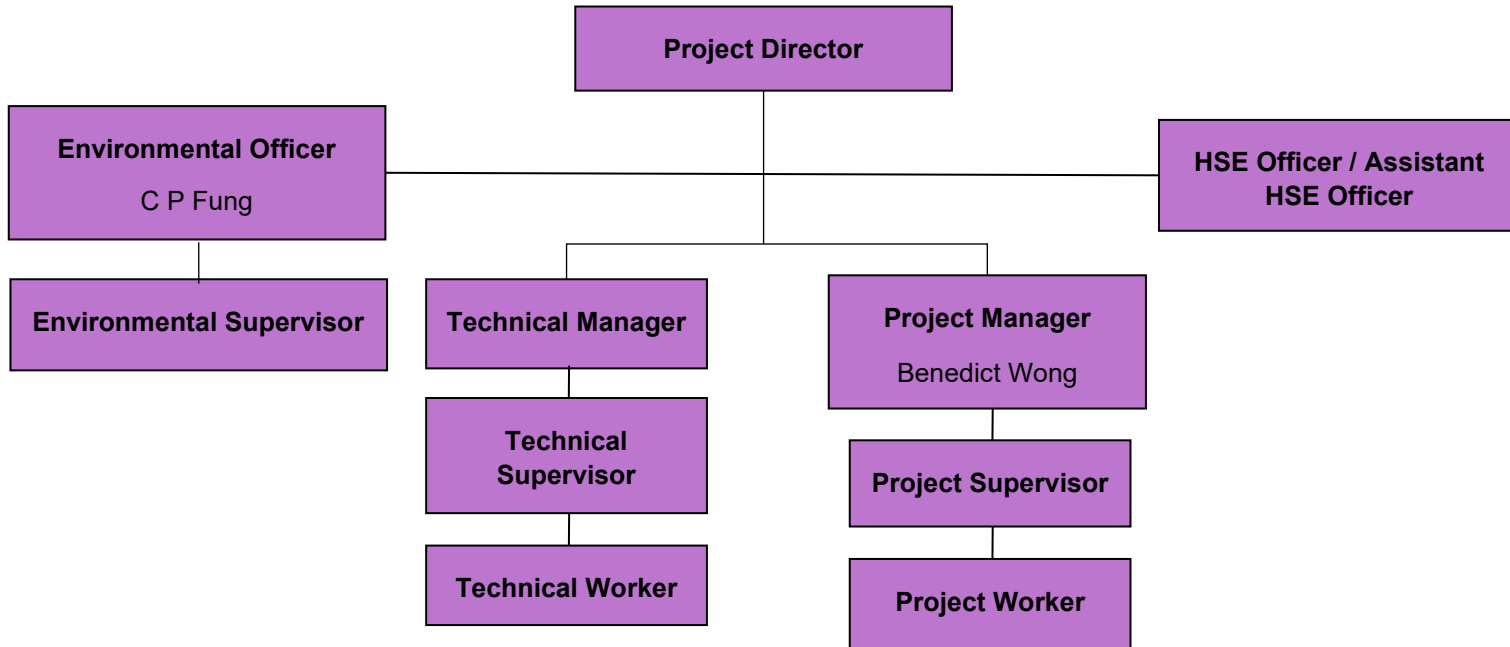 Project Director
Environmental Officer
C P Fung
HSE Officer / Assistant
HSE Officer
Environmental Supervisor
Technical Manager
Project Manager
Benedict Wong
Technical
Supervisor
Project Supervisor
Technical Worker
Project Worker